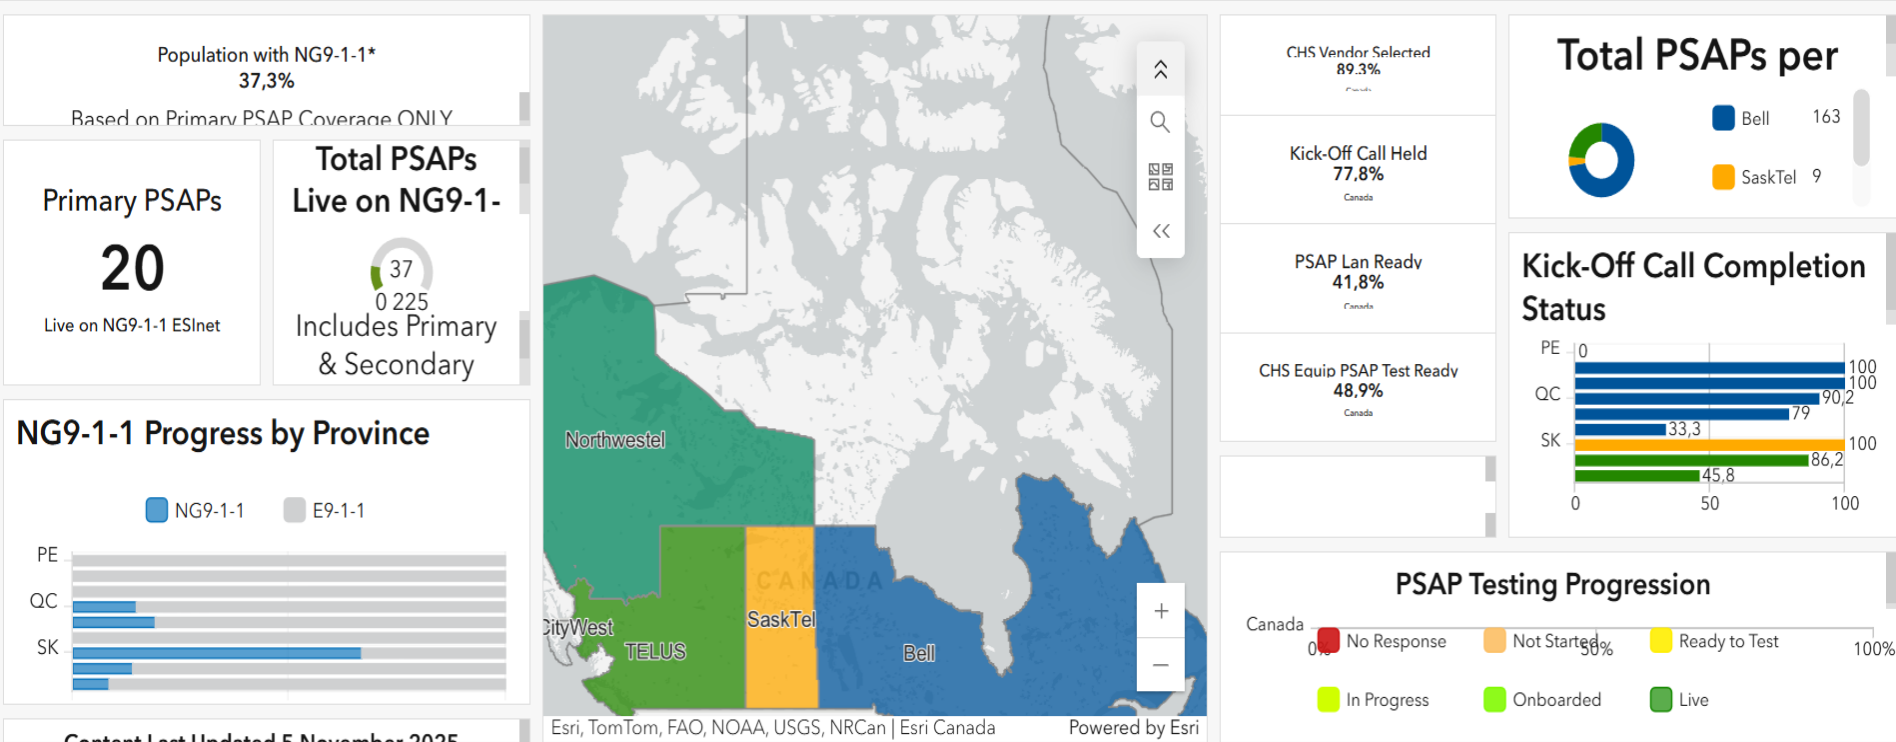 Population with NG9-1-1*
37,3%
Based on Primary PSAP Coverage ONLY
Primary PSAPs
20
Live on NG9-1-1 ESInet
Total PSAPs
Live on NG9-1-
37
0 225
Includes Primary
& Secondary
NG9-1-1 Progress by Province
NG9-1-1
E9-1-1
PE
QC
SK
Content Last Updated 5 November 2025
Northwestel
CANADA
CityWest
TELUS
SaskTel
Bell
+
−
Esri, TomTom, FAO, NOAA, USGS, NRCan | Esri Canada
Powered by Esri
CHS Vendor Selected
89,3%
Canada
Kick-Off Call Held
77,8%
Canada
PSAP Lan Ready
41,8%
Canada
CHS Equip PSAP Test Ready
48,9%
Canada
Total PSAPs per
Bell 163
SaskTel 9
Kick-Off Call Completion
Status
PE
0
100
100
QC
90,2
79
33,3
SK
100
86,2
45,8
0 50 100
PSAP Testing Progression
Canada
0% 50% 100%
No Response
Not Started
Ready to Test
In Progress
Onboarded
Live